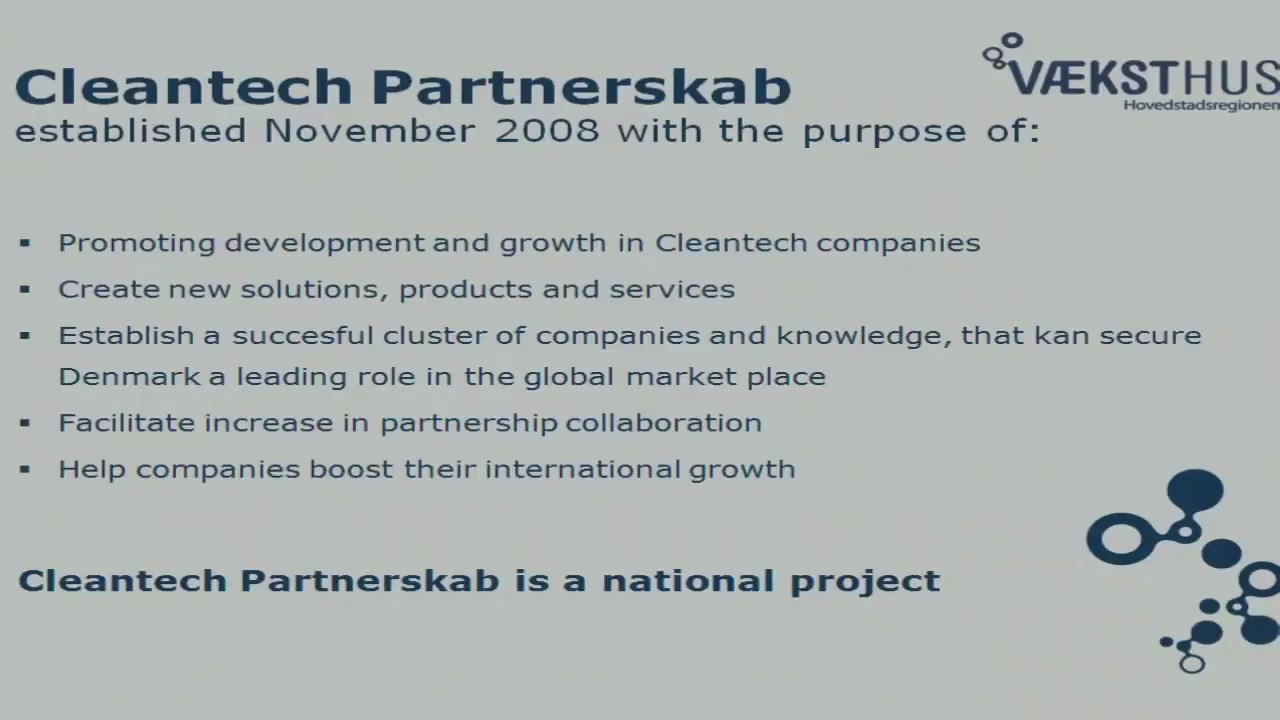 Cleantech Partnerskab
VÆKSTHUS
Hovedstadsregionen
established November 2008 with the purpose of:
▪ Promoting development and growth in Cleantech companies
▪ Create new solutions, products and services
▪ Establish a succesful cluster of companies and knowledge, that kan secure
Denmark a leading role in the global market place
▪ Facilitate increase in partnership collaboration
▪ Help companies boost their international growth
Cleantech Partnerskab is a national project